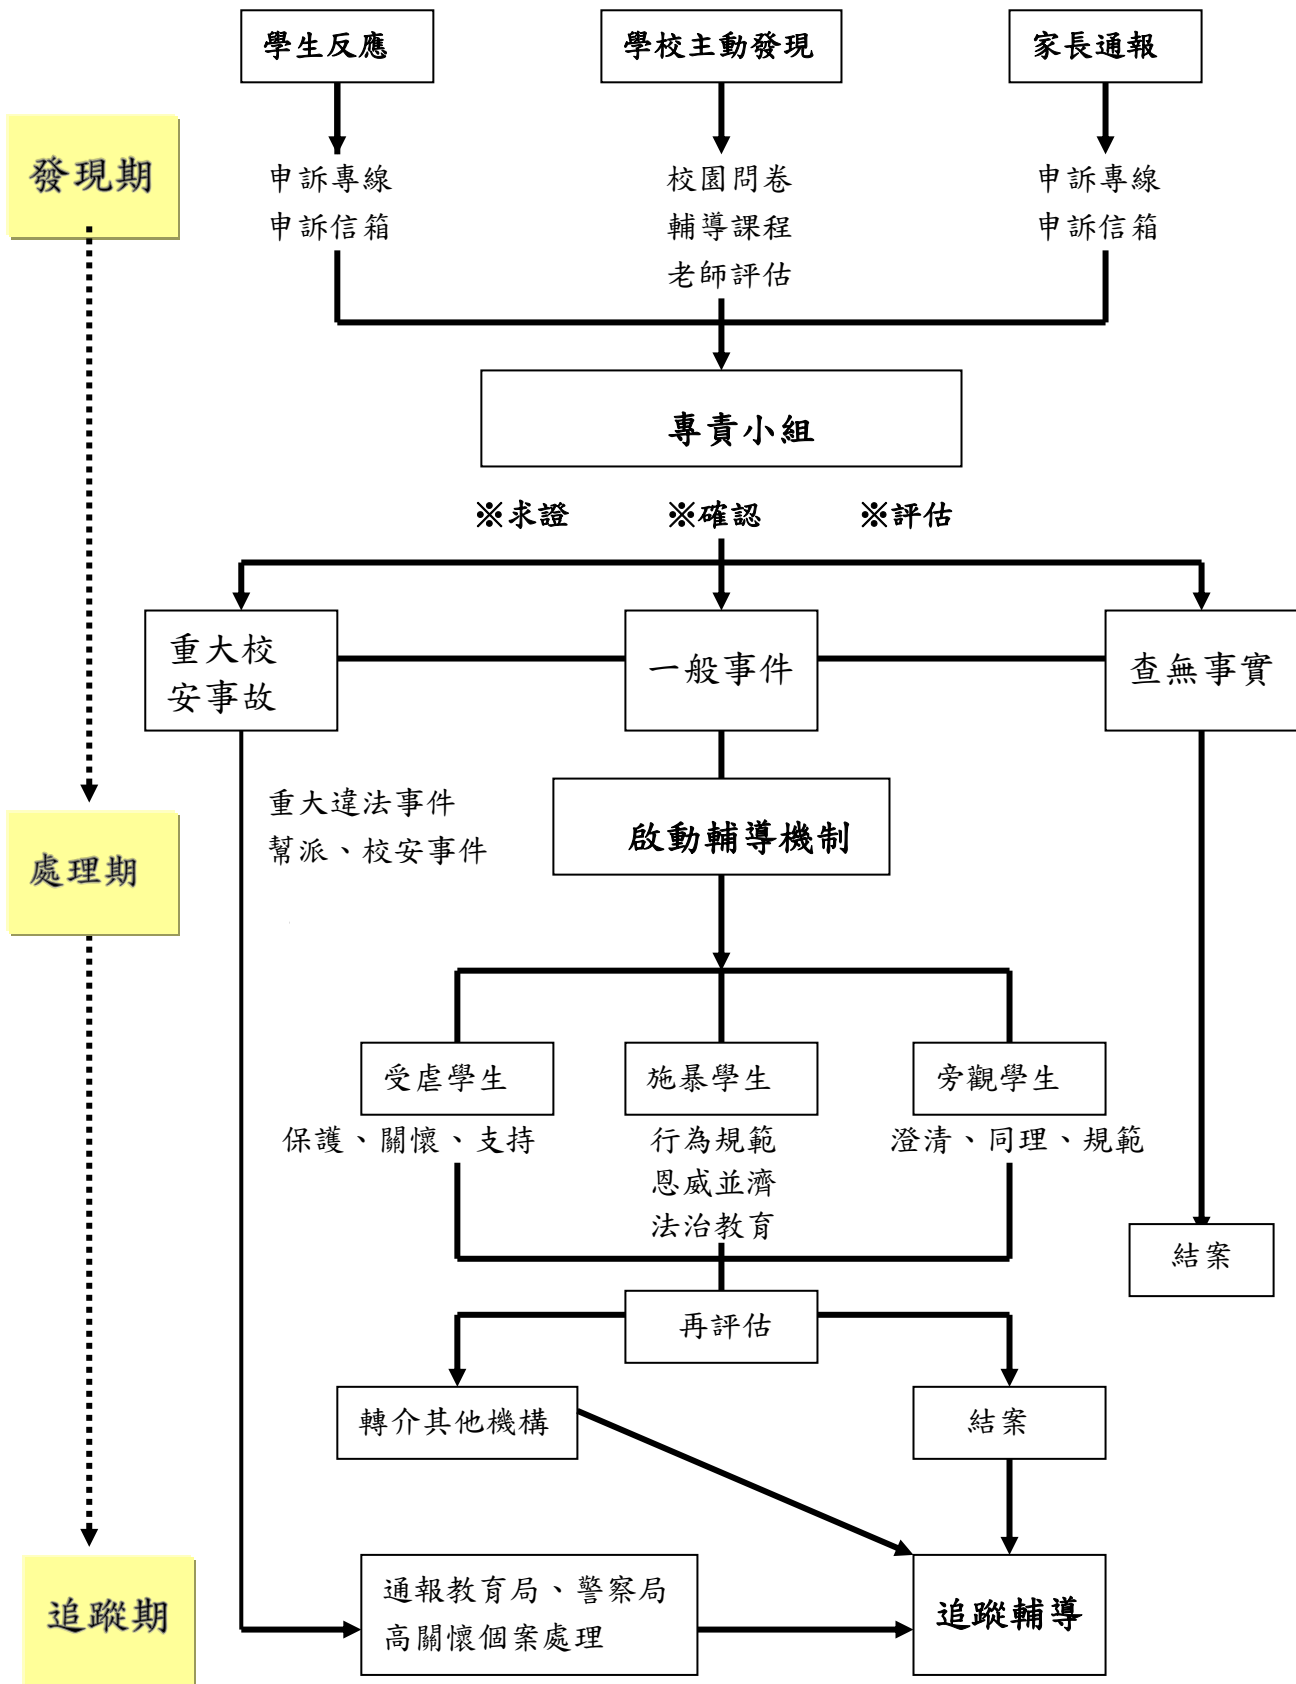 學生反應
學校主動發現
家長通報
發現期
申訴專線
申訴信箱
校園問卷
輔導課程
老師評估
申訴專線
申訴信箱
專責小組
※求證 ※確認 ※評估
重大校
安事故
一般事件
查無事實
重大違法事件
幫派、校安事件
啟動輔導機制
處理期
受虐學生
施暴學生
旁觀學生
保護、關懷、支持
行為規範
恩威並濟
法治教育
澄清、同理、規範
結案
再評估
轉介其他機構
結案
追蹤期
通報教育局、警察局
高關懷個案處理
追蹤輔導